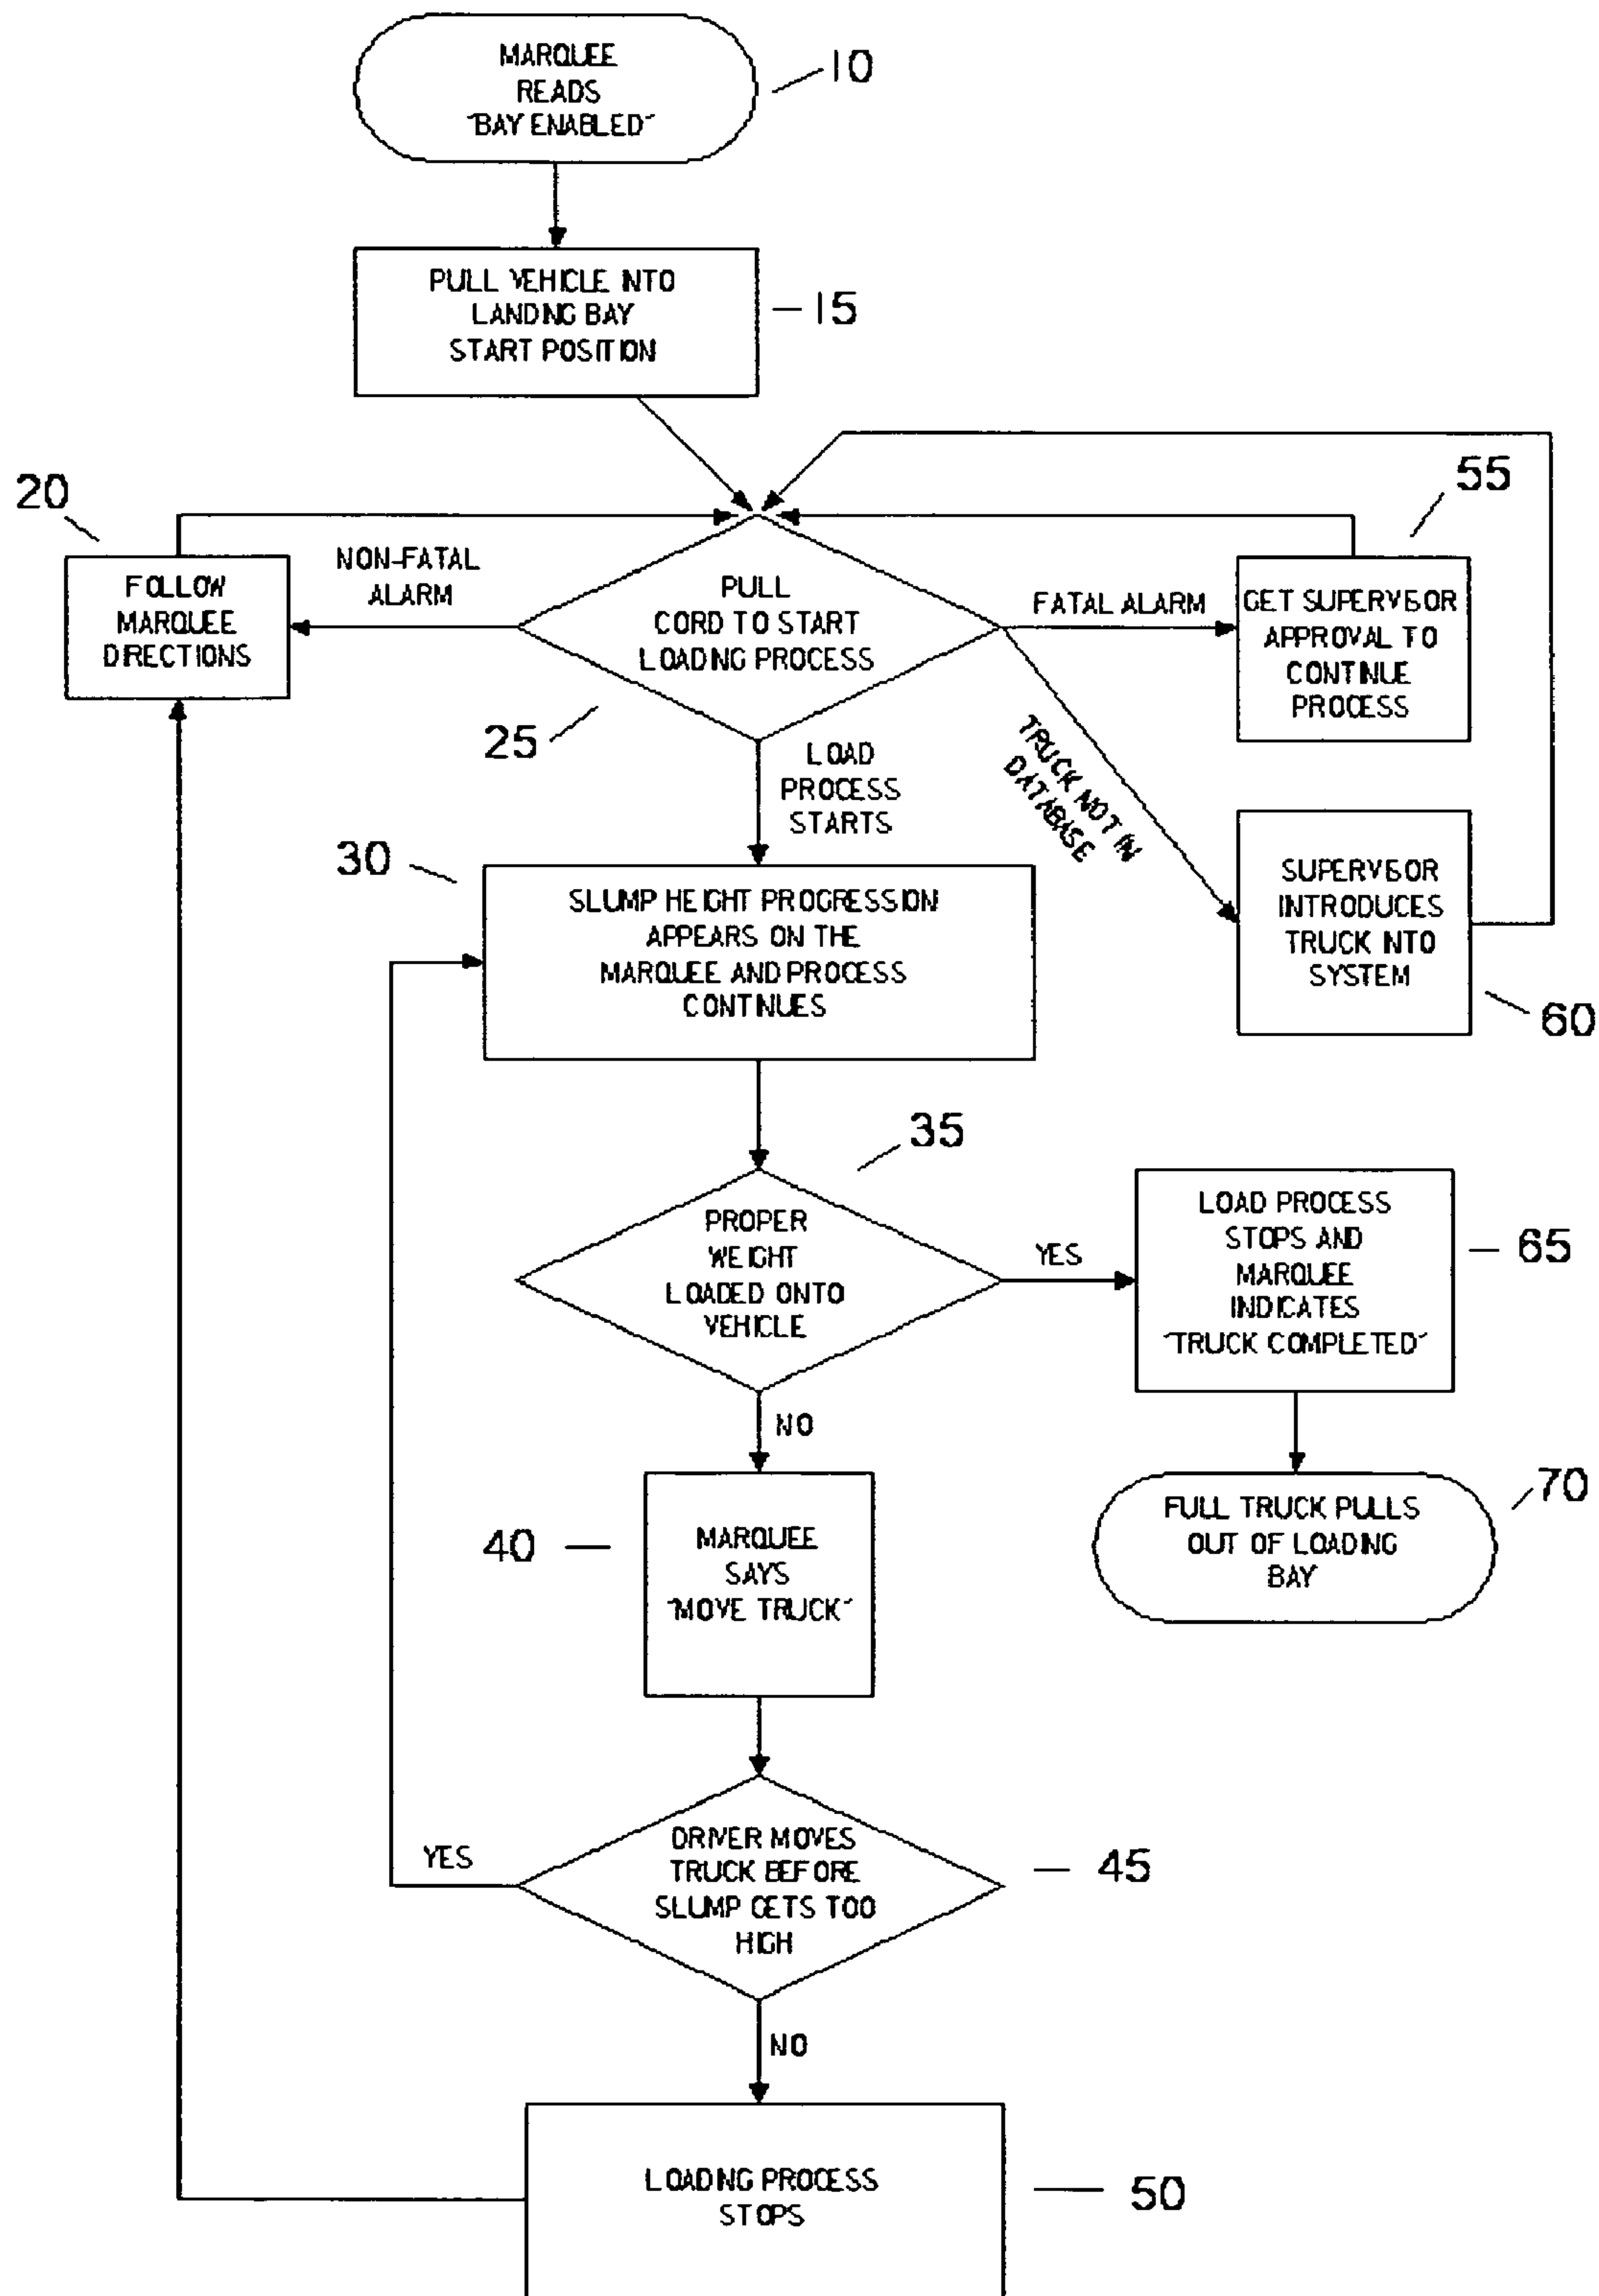 MARQUEE
READS
"BAY ENABLED"
10
PULL VEHICLE INTO
LANDING BAY
START POSITION
15
20
FOLLOW
MARQUEE
DIRECTIONS
NON-FATAL
ALARM
PULL
CORD TO START
LOADING PROCESS
25
FATAL ALARM
55
GET SUPERVISOR
APPROVAL TO
CONTINUE
PROCESS
TRUCK NOT IN
DATABASE
SUPERVISOR
INTRODUCES
TRUCK INTO
SYSTEM
60
LOAD
PROCESS
STARTS
30
SLUMP HEIGHT PROGRESSION
APPEARS ON THE
MARQUEE AND PROCESS
CONTINUES
35
PROPER
WEIGHT
LOADED ONTO
VEHICLE
YES
LOAD PROCESS
STOPS AND
MARQUEE
INDICATES
"TRUCK COMPLETED"
65
NO
40
MARQUEE
SAYS
"MOVE TRUCK"
FULL TRUCK PULLS
OUT OF LOADING
BAY
70
YES
DRIVER MOVES
TRUCK BEFORE
SLUMP GETS TOO
HIGH
45
NO
LOADING PROCESS
STOPS
50